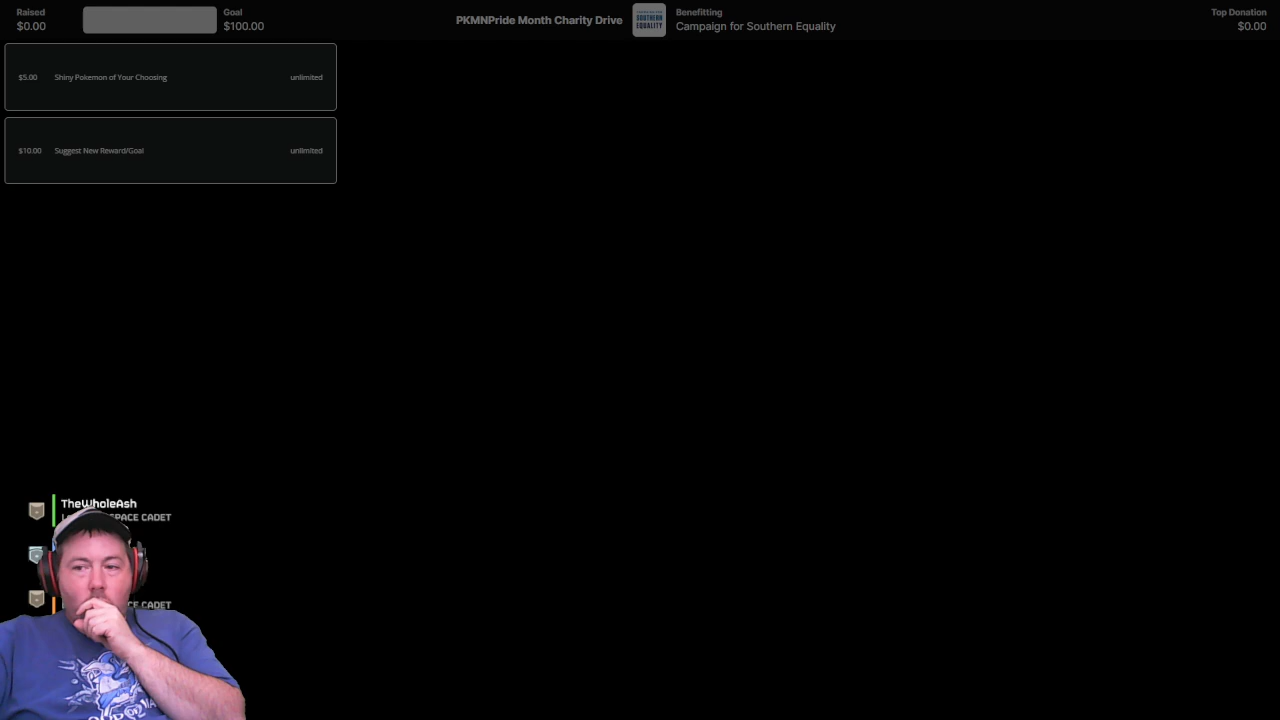 Raised
$0.00
Goal
$100.00
PKMNPride Month Charity Drive
SOUTHERN
EQUALITY
Benefitting
Campaign for Southern Equality
Top Donation
$0.00
$5.00 Shiny Pokemon of Your Choosing unlimited
$10.00 Suggest New Reward/Goal unlimited
TheWholeAsh
SPACE CADET
CADET